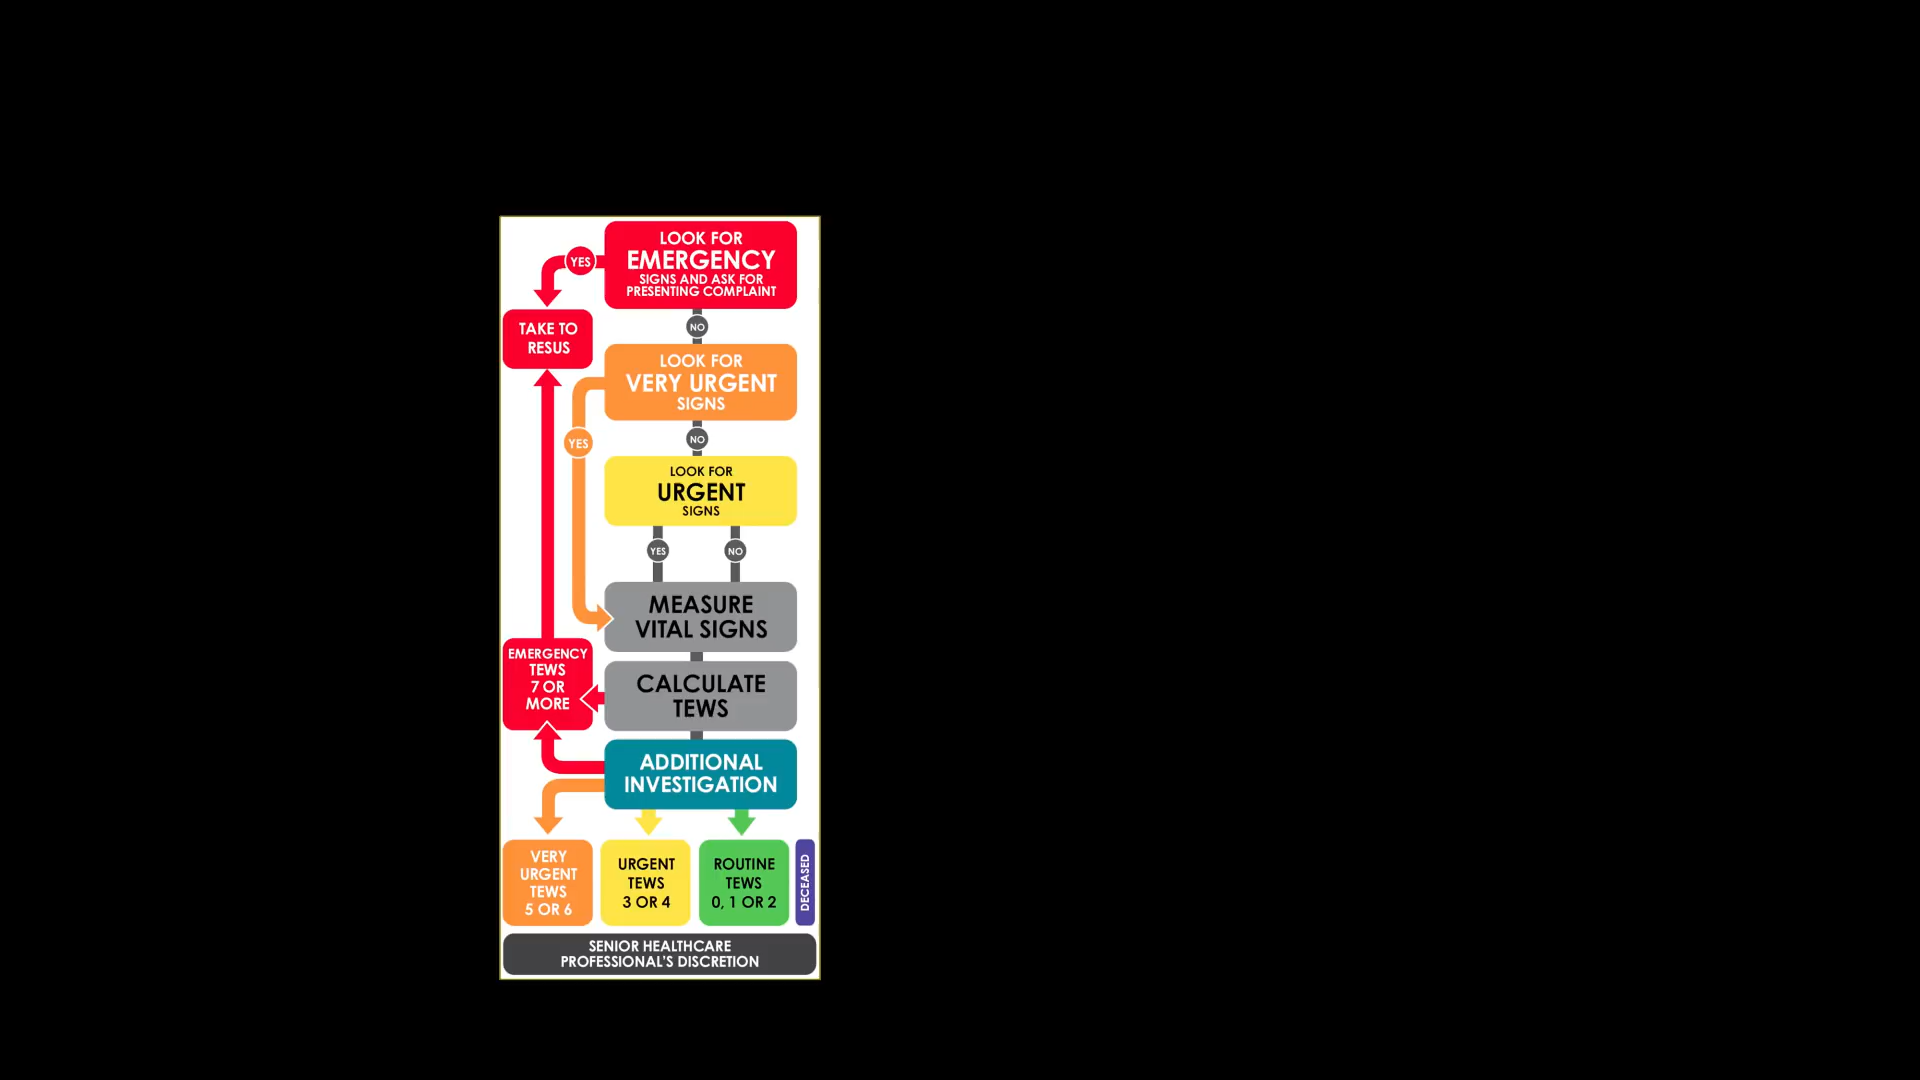 LOOK FOR
EMERGENCY
SIGNS AND ASK FOR
PRESENTING COMPLAINT
YES
TAKE TO
RESUS
NO
LOOK FOR
VERY URGENT
SIGNS
YES
NO
LOOK FOR
URGENT
SIGNS
YES
NO
MEASURE
VITAL SIGNS
EMERGENCY
TEWS
7 OR
MORE
CALCULATE
TEWS
ADDITIONAL
INVESTIGATION
VERY
URGENT
TEWS
5 OR 6
URGENT
TEWS
3 OR 4
ROUTINE
TEWS
0, 1 OR 2
DECEASED
SENIOR HEALTHCARE
PROFESSIONAL'S DISCRETION